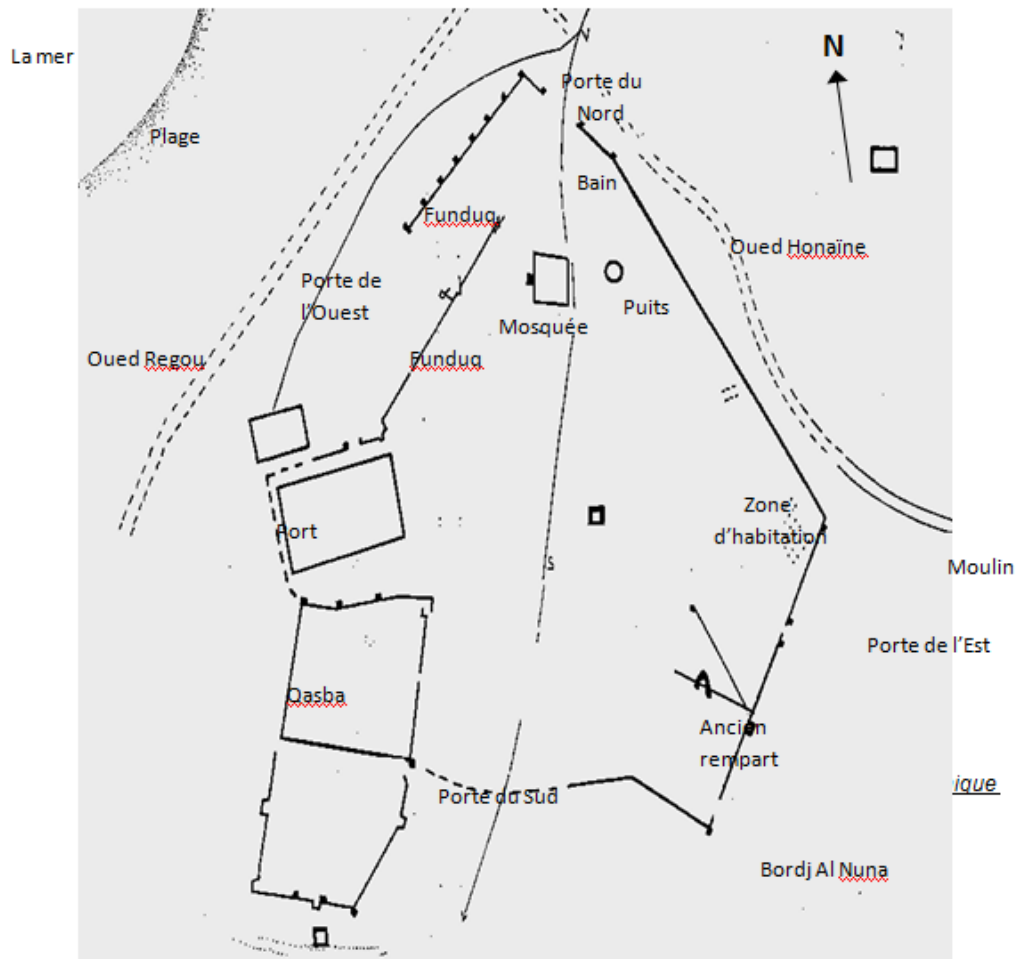 N
La mer
Porte du
Nord
Plage
Bain
Funduq
Oued Honaïne
Porte de
l'Ouest
Puits
Mosquée
Oued Regou
Funduq
Zone
d'habitation
Port
Moulin
Porte de l'Est
Qasba
Ancien
rempart
ique
Porte du Sud
Bordj Al Nuna